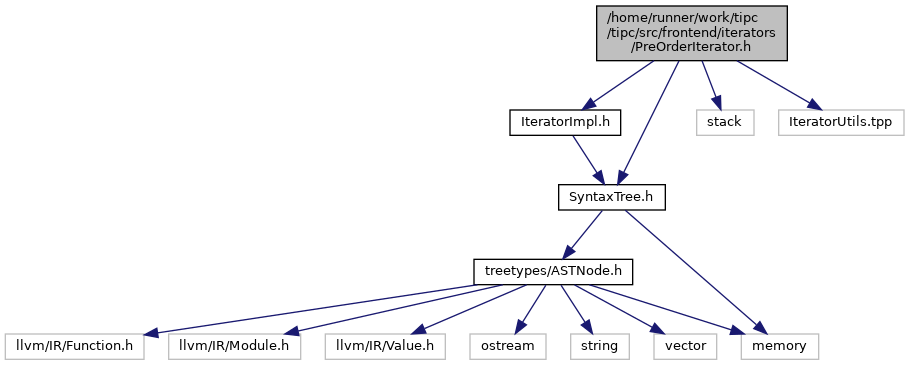 /home/runner/work/tipc
/tipc/src/frontend/iterators
/PreOrderIterator.h
IteratorImpl.h
stack
IteratorUtils.tpp
SyntaxTree.h
treetypes/ASTNode.h
llvm/IR/Function.h
llvm/IR/Module.h
llvm/IR/Value.h
ostream
string
vector
memory